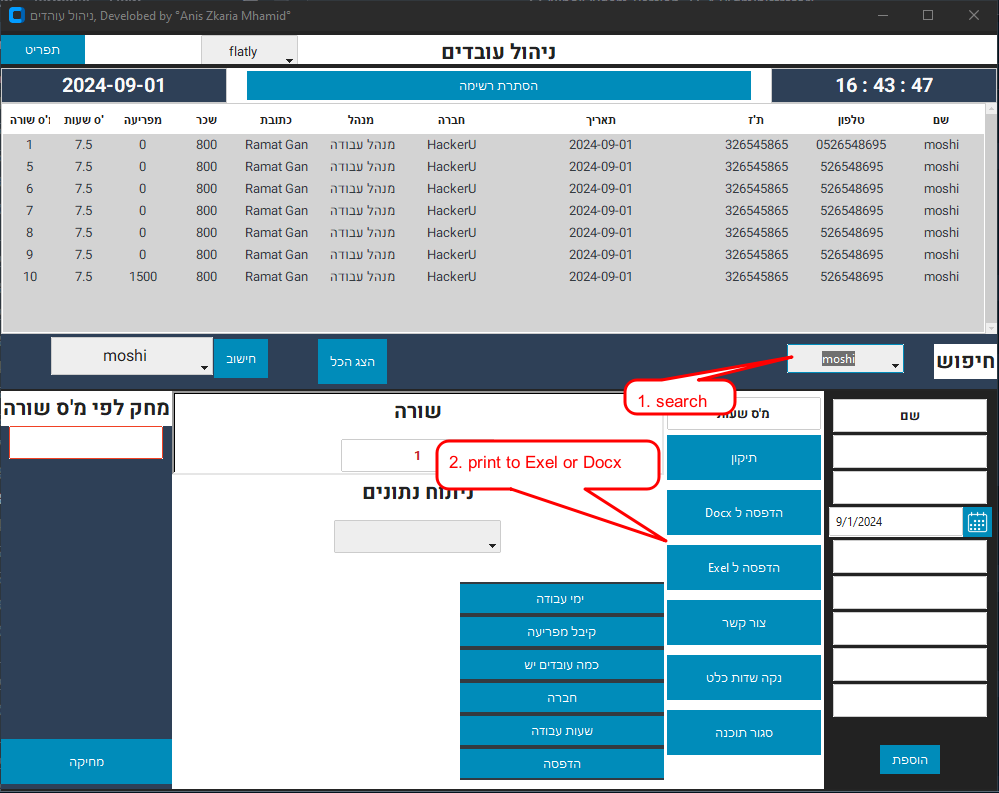 ניהול עוהדים, Develobed by °Anis Zkaria Mhamid°
תפריט
flatly
ניהול עובדים
2024-09-01
הסתרת רשימה
16 : 43 : 47
מ'ס שורה 'ס שעות מפריעה שכר כתובת מנהל חברה תאריך ת'ז טלפון שם
1 7.5 0 800 Ramat Gan מנהל עבודה HackerU 2024-09-01 326545865 0526548695 moshi
5 7.5 0 800 Ramat Gan מנהל עבודה HackerU 2024-09-01 326545865 526548695 moshi
6 7.5 0 800 Ramat Gan מנהל עבודה HackerU 2024-09-01 326545865 526548695 moshi
7 7.5 0 800 Ramat Gan מנהל עבודה HackerU 2024-09-01 326545865 526548695 moshi
8 7.5 0 800 Ramat Gan מנהל עבודה HackerU 2024-09-01 326545865 526548695 moshi
9 7.5 0 800 Ramat Gan מנהל עבודה HackerU 2024-09-01 326545865 526548695 moshi
10 7.5 1500 800 Ramat Gan מנהל עבודה HackerU 2024-09-01 326545865 526548695 moshi
moshi
חישוב
הצג הכל
moshi
חיפוש
1. search
מחק לפי מ'ס שורה
שורה
1
2. print to Exel or Docx
ניתוח נתונים
מ'ס שעות
תיקון
הדפסה ל Docx
הדפסה ל Exel
צור קשר
נקה שדות כלט
סגור תוכנה
שם
9/1/2024
ימי עבודה
קיבל מפריעה
כמה עובדים יש
חברה
שעות עבודה
הדפסה
מחיקה
הוספת